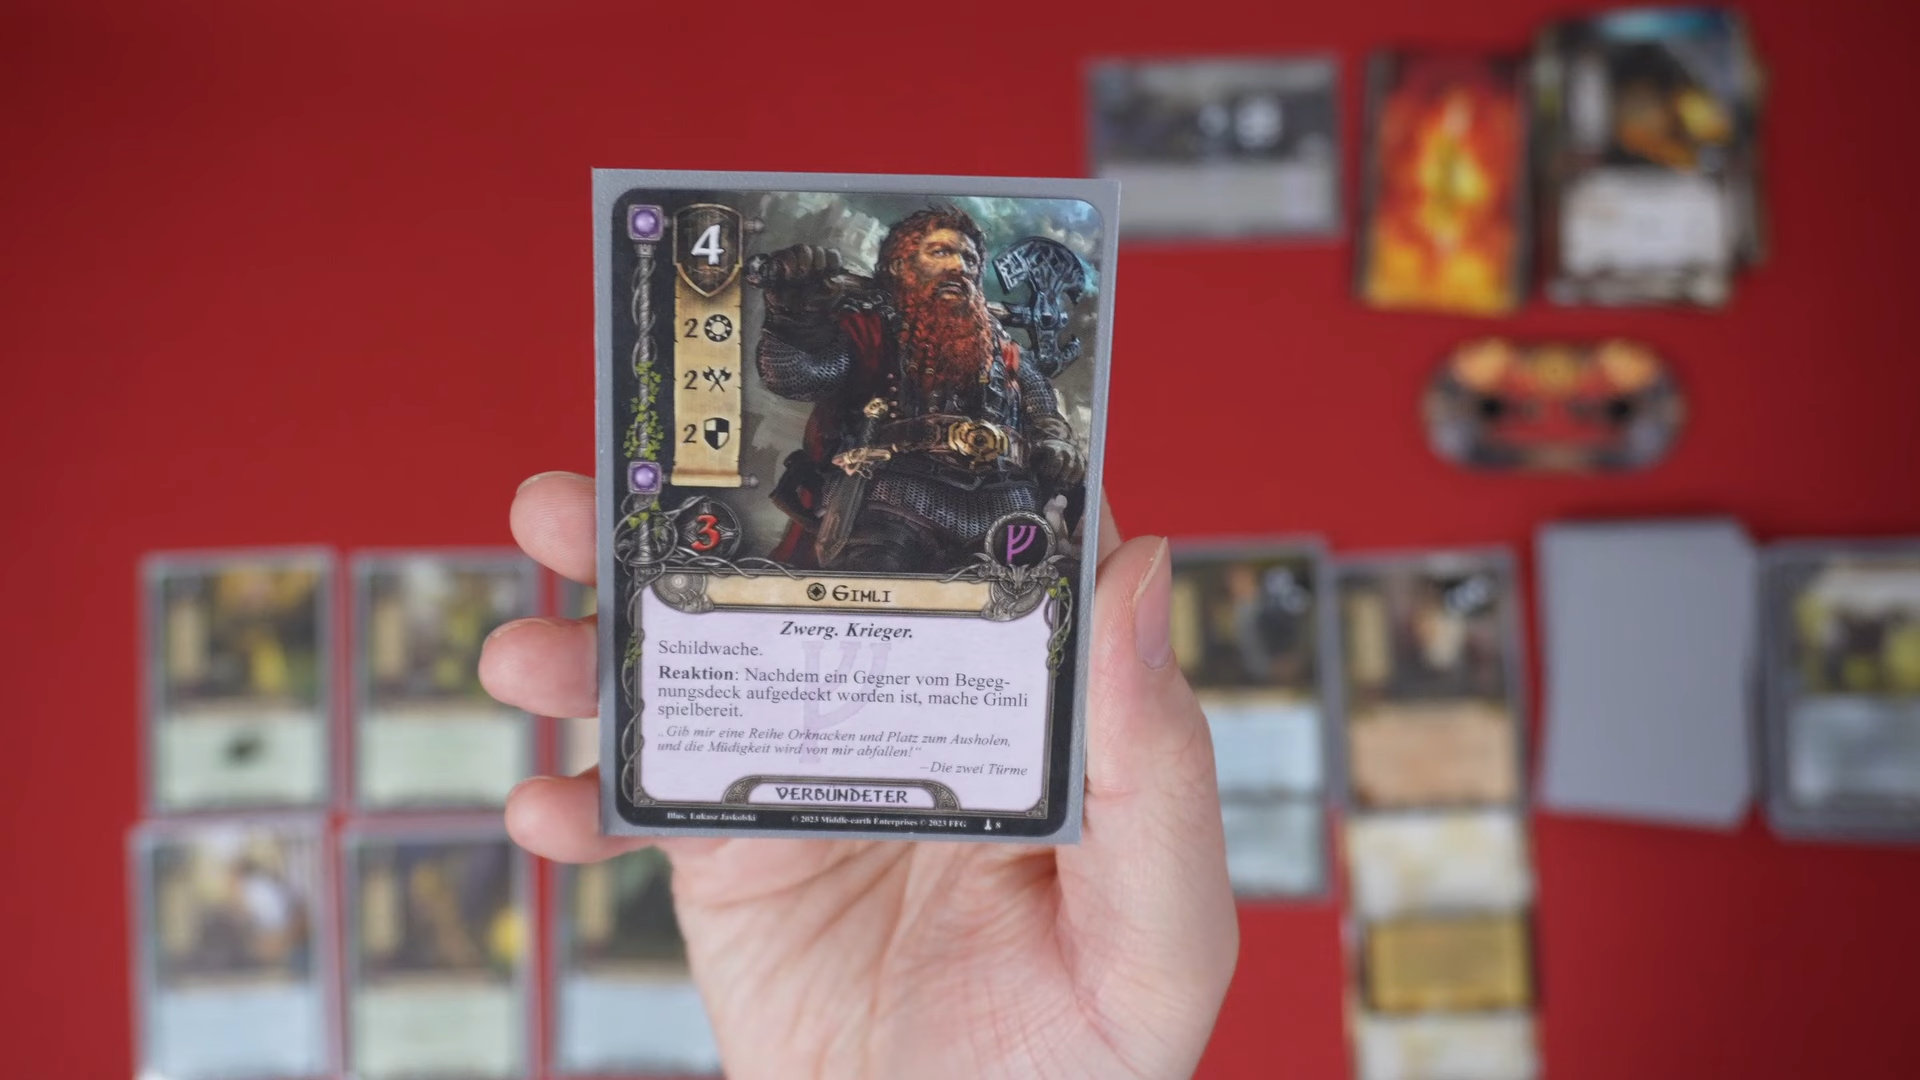 4
2
2
2
3
Gimli
Zwerg. Krieger.
Schildwache.
Reaktion: Nachdem ein Gegner vom Begeg-
nungsdeck aufgedeckt worden ist, mache Gimli
spielbereit.
„Gib mir eine Reihe Orknacken und Platz zum Ausholen,
und die Müdigkeit wird von mir abfallen!“
–Die zwei Türme
VERBÜNDETER
Illus. Lukasz Jaskolski © 2023 Middle-earth Enterprises © 2023 FFG 8